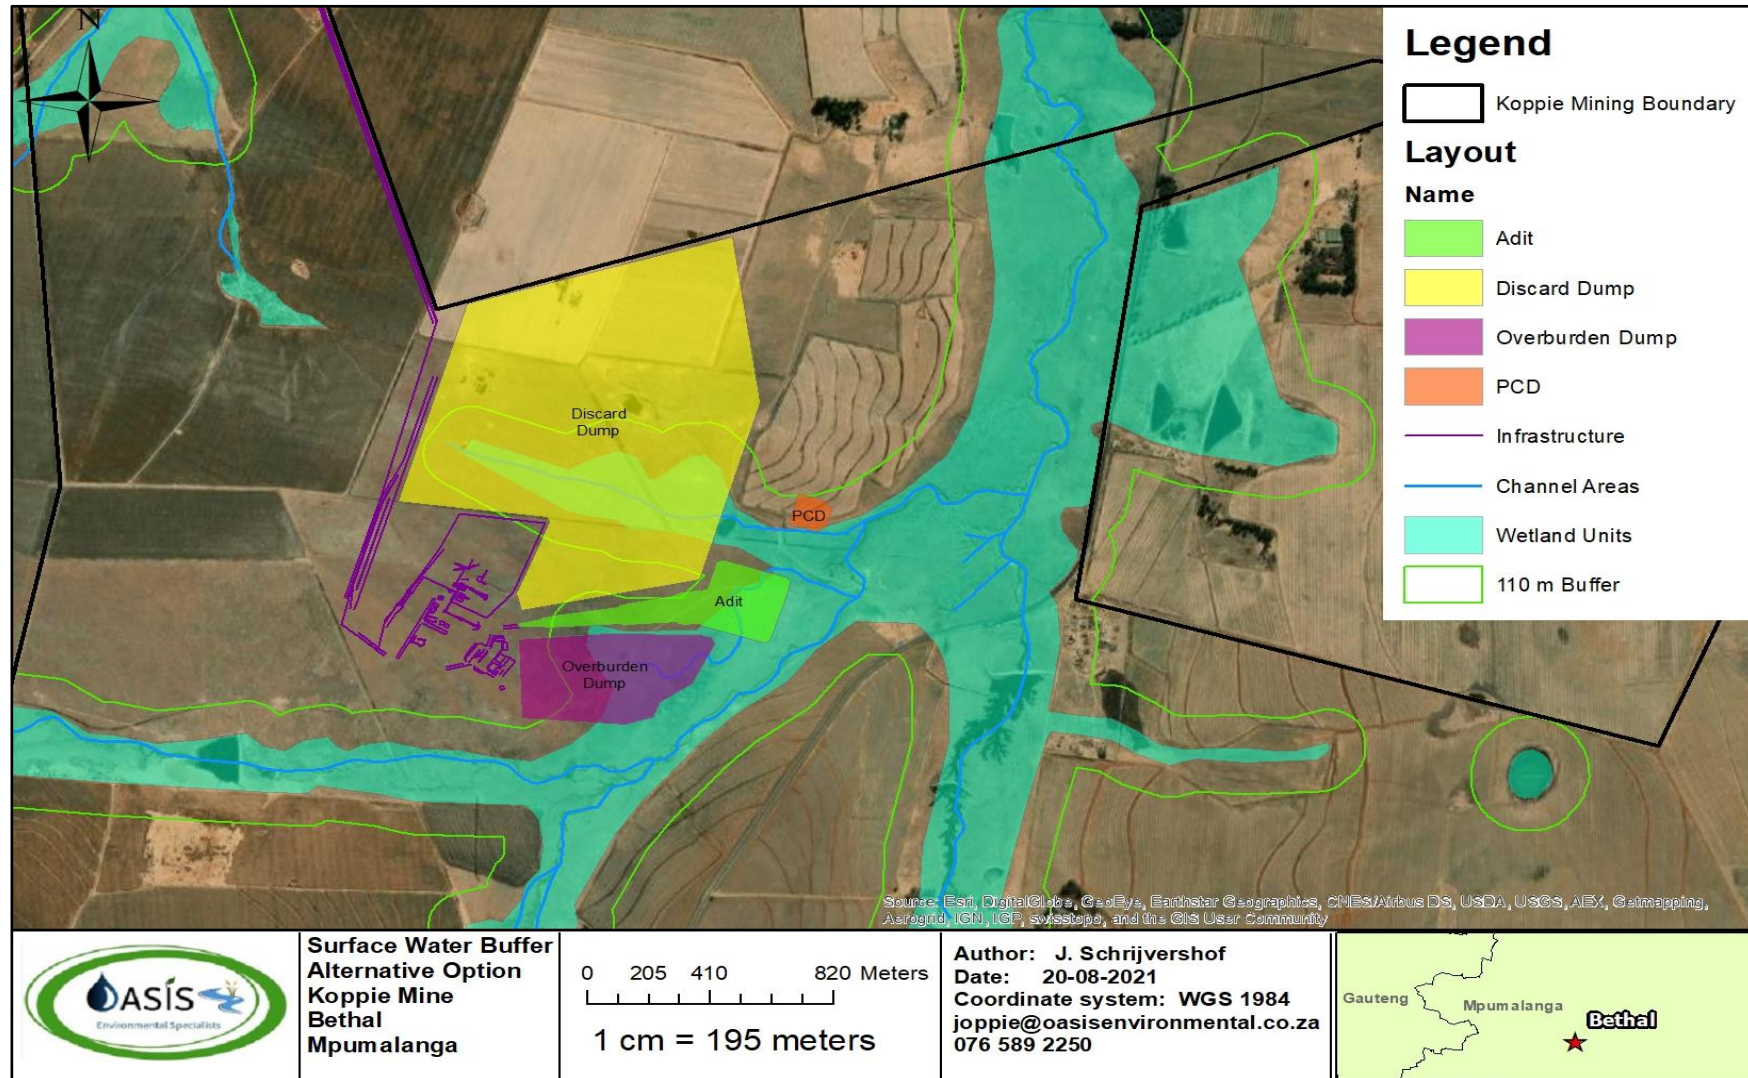 N
Discard
Dump
PCD
Adit
Overburden
Dump
Legend
Koppie Mining Boundary
Layout
Name
Adit
Discard Dump
Overburden Dump
PCD
Infrastructure
Channel Areas
Wetland Units
110 m Buffer
Source: Esri, DigitalGlobe, GeoEye, Earthstar Geographics, CNES/Airbus DS, USDA, USGS, AEX, Getmapping,
Aerogrid, IGN, IGP, swisstopo, and the GIS User Community
OASIS
Environmental Specialists
Surface Water Buffer
Alternative Option
Koppie Mine
Bethal
Mpumalanga
0 205 410 820 Meters
1 cm = 195 meters
Author: J. Schrijvershof
Date: 20-08-2021
Coordinate system: WGS 1984
joppie@oasisenvironmental.co.za
076 589 2250
Gauteng
Mpumalanga
Bethal